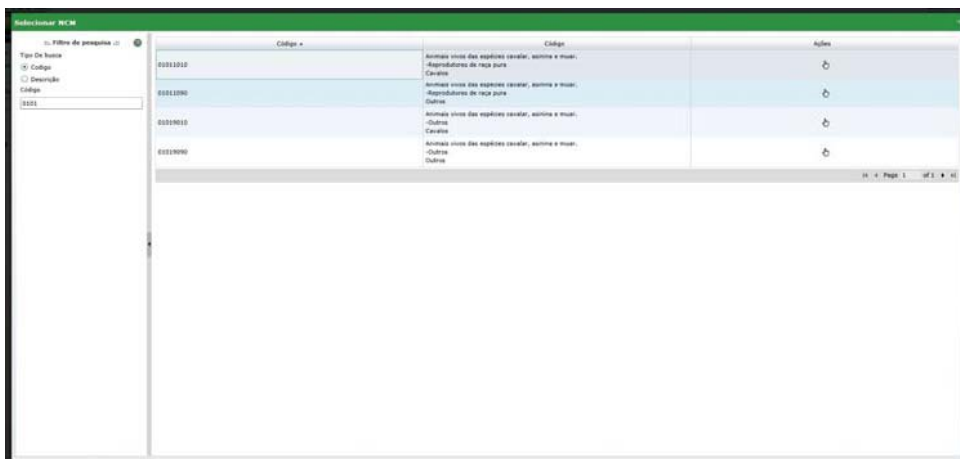 Selecionar NCM
Filtro de pesquisa
Tipo De busca
Codigo
Descrição
Código
0101
Código
Código
Ações
01011010
Animais vivos das espécies cavalar, asinina e muar.
-Reprodutores de raça pura
Cavalos
01011090
Animais vivos das espécies cavalar, asinina e muar.
-Reprodutores de raça pura
Outros
01019010
Animais vivos das espécies cavalar, asinina e muar.
-Outros
Cavalos
01019090
Animais vivos das espécies cavalar, asinina e muar.
-Outros
Outros
Page 1 of 1